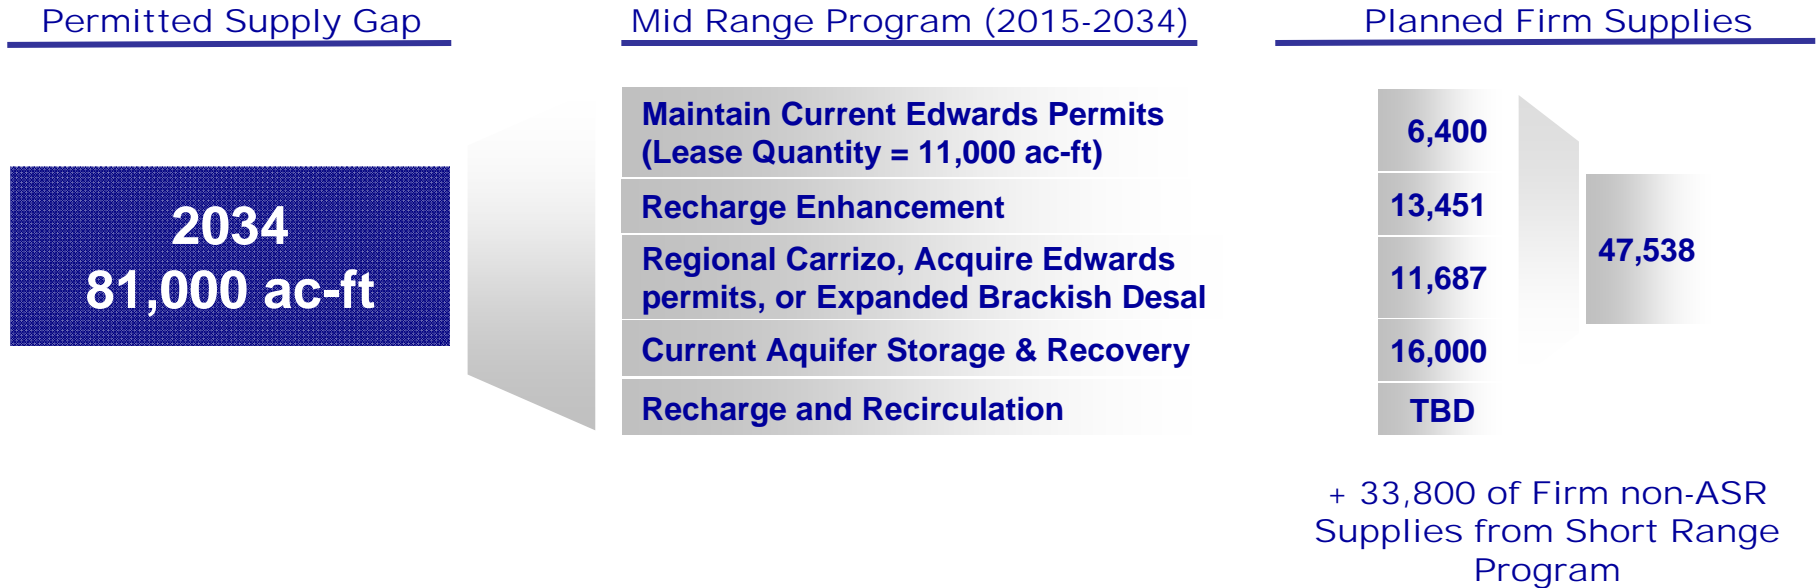 Permitted Supply Gap
Mid Range Program (2015-2034)
Planned Firm Supplies
2034
81,000 ac-ft
Maintain Current Edwards Permits
(Lease Quantity = 11,000 ac-ft)
6,400
Recharge Enhancement
13,451
Regional Carrizo, Acquire Edwards
permits, or Expanded Brackish Desal
11,687
Current Aquifer Storage & Recovery
16,000
Recharge and Recirculation
TBD
47,538
+ 33,800 of Firm non-ASR
Supplies from Short Range
Program